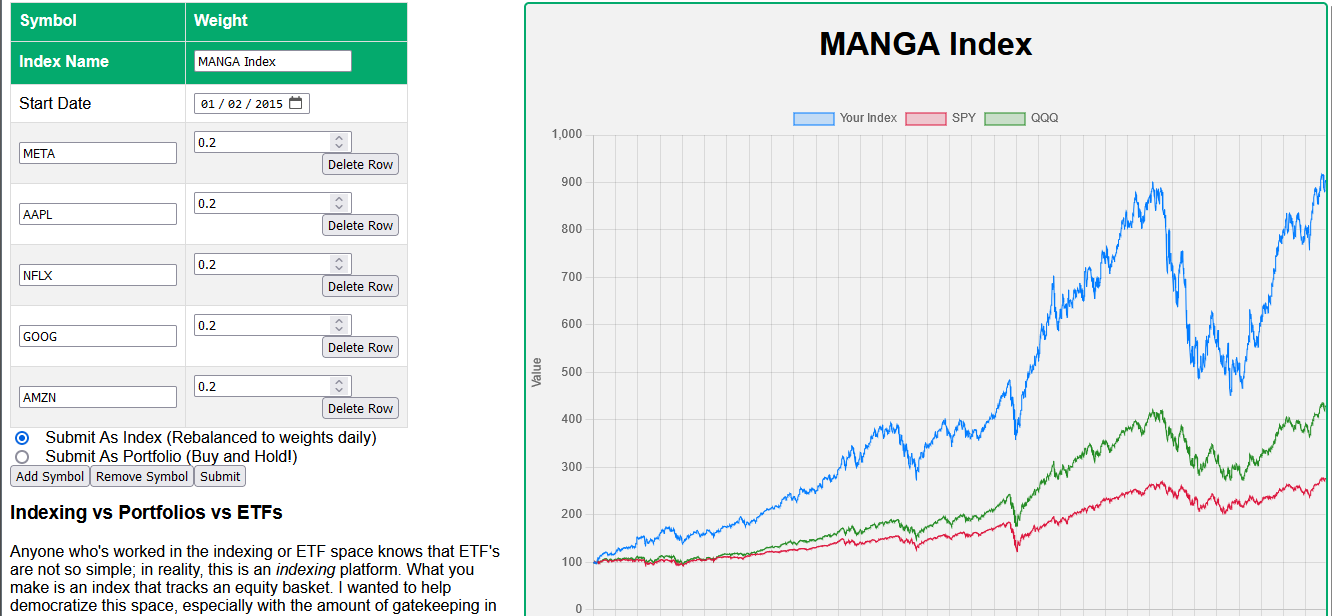 Symbol Weight
Index Name MANGA Index
Start Date 01 / 02 / 2015
META 0.2
Delete Row
AAPL 0.2
Delete Row
NFLX 0.2
Delete Row
GOOG 0.2
Delete Row
AMZN 0.2
Delete Row
Submit As Index (Rebalanced to weights daily)
Submit As Portfolio (Buy and Hold!)
Add Symbol Remove Symbol Submit
Indexing vs Portfolios vs ETFs
Anyone who's worked in the indexing or ETF space knows that ETF's
are not so simple; in reality, this is an indexing platform. What you
make is an index that tracks an equity basket. I wanted to help
democratize this space, especially with the amount of gatekeeping in
MANGA Index
Your Index SPY QQQ
1,000
900
800
700
600
500
400
300
200
100
0
Value